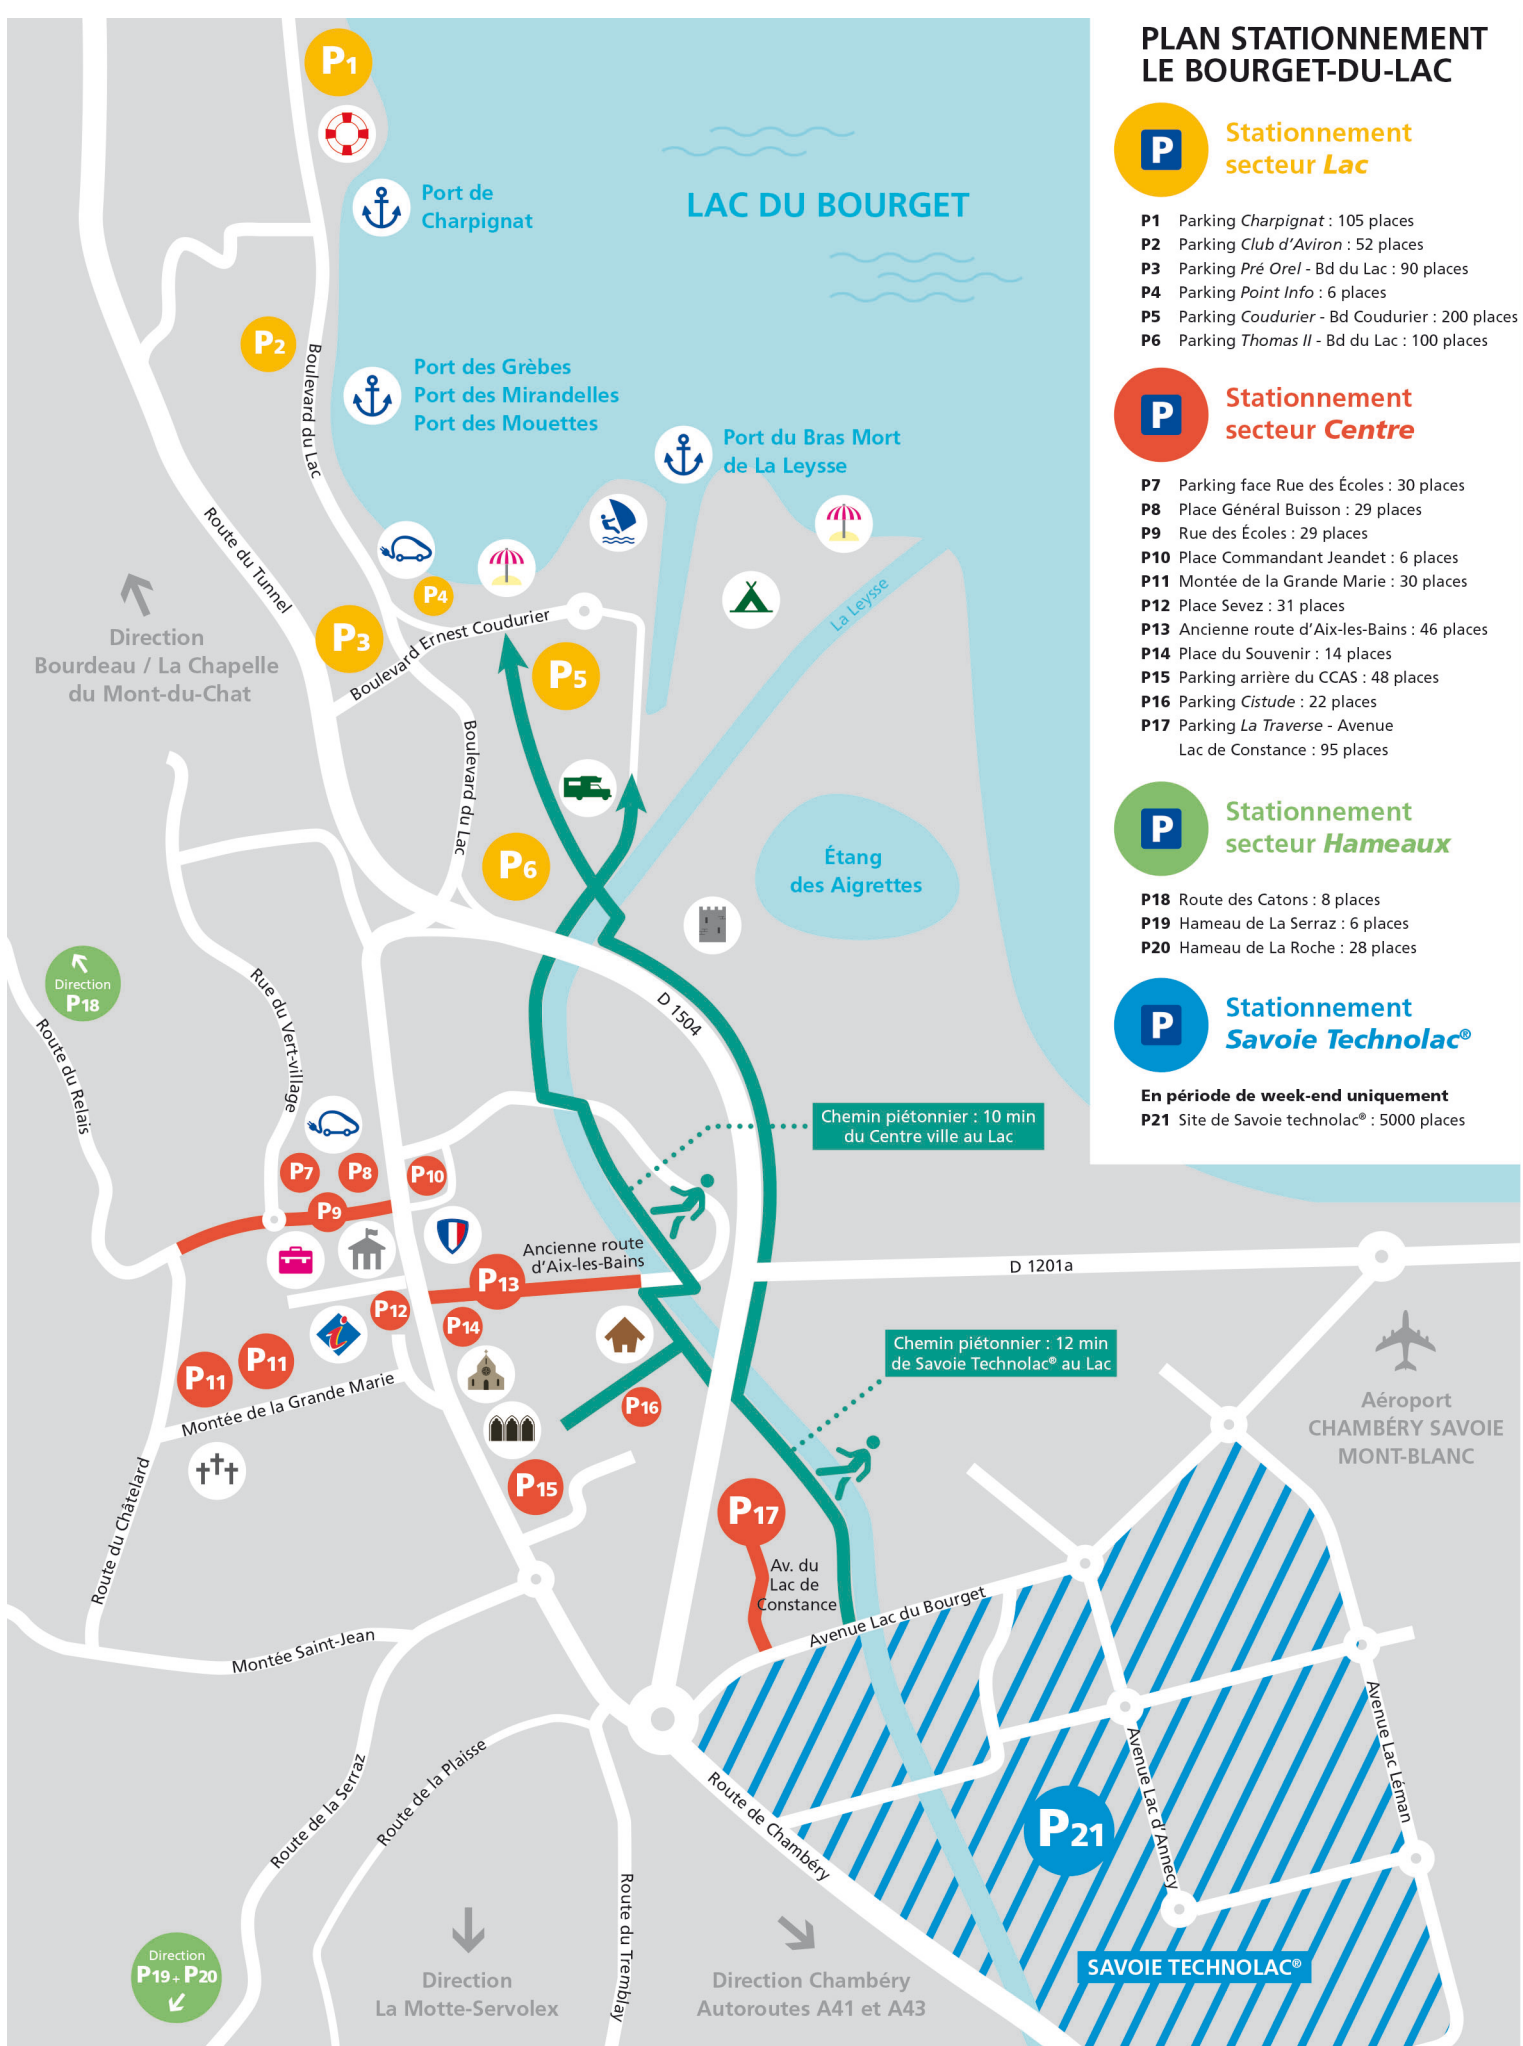 PLAN STATIONNEMENT
LE BOURGET-DU-LAC
P
Stationnement
secteur Lac
P1 Parking Charpignat : 105 places
P2 Parking Club d’Aviron : 52 places
P3 Parking Pré Orel - Bd du Lac : 90 places
P4 Parking Point Info : 6 places
P5 Parking Coudurier - Bd Coudurier : 200 places
P6 Parking Thomas II - Bd du Lac : 100 places
P
Stationnement
secteur Centre
P7 Parking face Rue des Écoles : 30 places
P8 Place Général Buisson : 29 places
P9 Rue des Écoles : 29 places
P10 Place Commandant Jeandet : 6 places
P11 Montée de la Grande Marie : 30 places
P12 Place Sevez : 31 places
P13 Ancienne route d’Aix-les-Bains : 46 places
P14 Place du Souvenir : 14 places
P15 Parking arrière du CCAS : 48 places
P16 Parking Cistude : 22 places
P17 Parking La Traverse - Avenue
Lac de Constance : 95 places
P
Stationnement
secteur Hameaux
P18 Route des Catons : 8 places
P19 Hameau de La Serraz : 6 places
P20 Hameau de La Roche : 28 places
P
Stationnement
Savoie Technolac®
En période de week-end uniquement
P21 Site de Savoie technolac® : 5000 places
P1
Port de
Charpignat
LAC DU BOURGET
P2
Boulevard du Lac
Port des Grèbes
Port des Mirandelles
Port des Mouettes
Port du Bras Mort
de La Leysse
Route du Tunnel
La Leysse
P4
P3
Boulevard Ernest Coudurier
P5
Direction
Bourdeau / La Chapelle
du Mont-du-Chat
Boulevard du Lac
P6
Étang
des Aigrettes
Direction
P18
Rue du Vert-village
D 1504
Route du Relais
Chemin piétonnier : 10 min
du Centre ville au Lac
P7
P8
P10
P9
Ancienne route
d’Aix-les-Bains
P13
D 1201a
P12
P14
i
P11
P11
Montée de la Grande Marie
P16
Chemin piétonnier : 12 min
de Savoie Technolac® au Lac
Aéroport
CHAMBÉRY SAVOIE
MONT-BLANC
P15
P17
Route du Châtelard
Av. du
Lac de
Constance
Avenue Lac du Bourget
Montée Saint-Jean
Route de la Serraz
Route de la Plaisse
Route de Chambéry
P21
Avenue Lac d’Annecy
Avenue Lac Léman
Route du Tremblay
Direction
P19 + P20
Direction
La Motte-Servolex
Direction Chambéry
Autoroutes A41 et A43
SAVOIE TECHNOLAC®